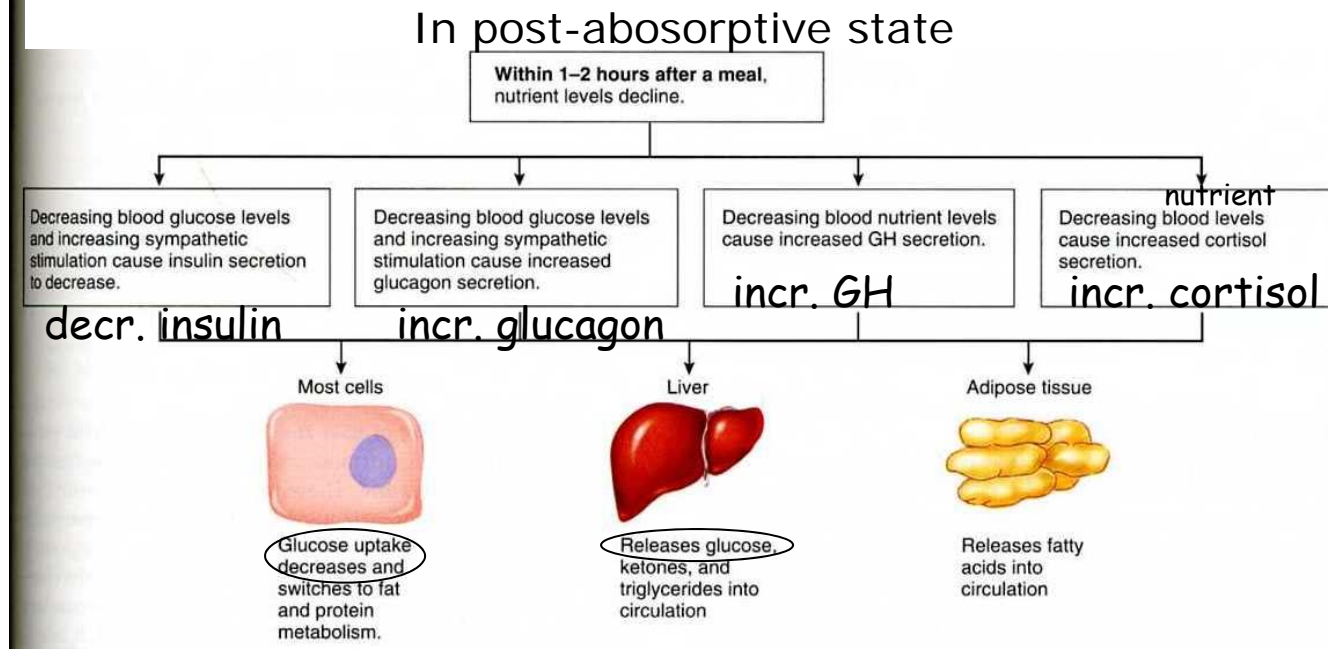 In post-abosorptive state
Within 1–2 hours after a meal,
nutrient levels decline.
Decreasing blood glucose levels
and increasing sympathetic
stimulation cause insulin secretion
to decrease.
decr. insulin
Decreasing blood glucose levels
and increasing sympathetic
stimulation cause increased
glucagon secretion.
incr. glucagon
Decreasing blood nutrient levels
cause increased GH secretion.
incr. GH
nutrient
Decreasing blood levels
cause increased cortisol
secretion.
incr. cortisol
Most cells
Glucose uptake
decreases and
switches to fat
and protein
metabolism.
Liver
Releases glucose,
ketones, and
triglycerides into
circulation
Adipose tissue
Releases fatty
acids into
circulation